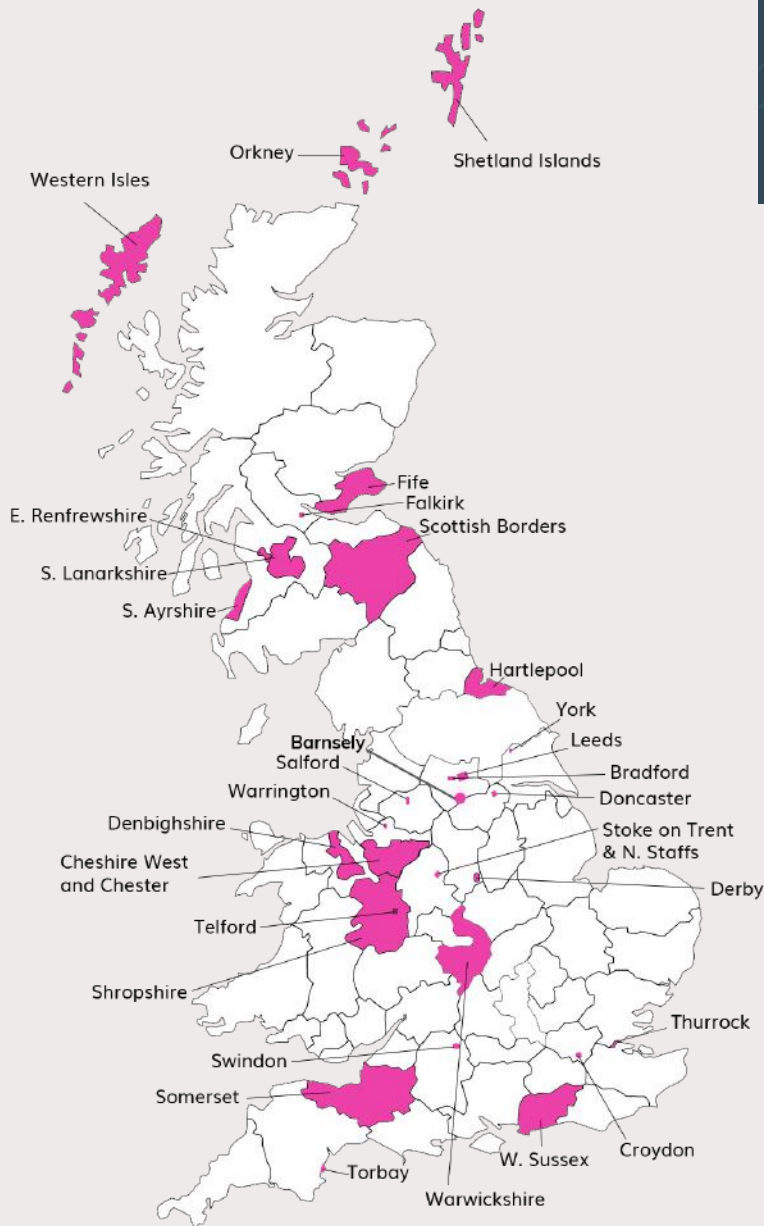 Orkney
Shetland Islands
Western Isles
Fife
Falkirk
E. Renfrewshire
Scottish Borders
S. Lanarkshire
S. Ayrshire
Hartlepool
York
Barnsely
Leeds
Salford
Bradford
Warrington
Doncaster
Denbighshire
Stoke on Trent
& N. Staffs
Cheshire West
and Chester
Derby
Telford
Shropshire
Thurrock
Swindon
Somerset
Croydon
W. Sussex
Torbay
Warwickshire